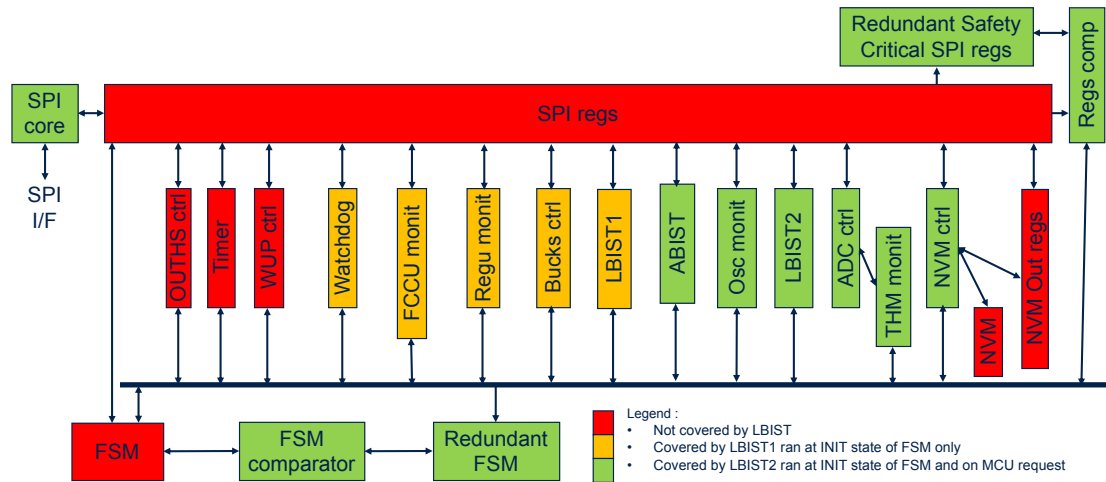 Redundant Safety
Critical SPI regs
Regs comp
SPI
core
SPI regs
SPI
I/F
OUTHS ctrl
Timer
WUP ctrl
Watchdog
FCCU monit
Regu monit
Bucks ctrl
LBIST1
ABIST
Osc monit
LBIST2
ADC ctrl
THM monit
NVM ctrl
NVM
NVM Out regs
FSM
FSM
comparator
Redundant
FSM
Legend :
• Not covered by LBIST
• Covered by LBIST1 ran at INIT state of FSM only
• Covered by LBIST2 ran at INIT state of FSM and on MCU request